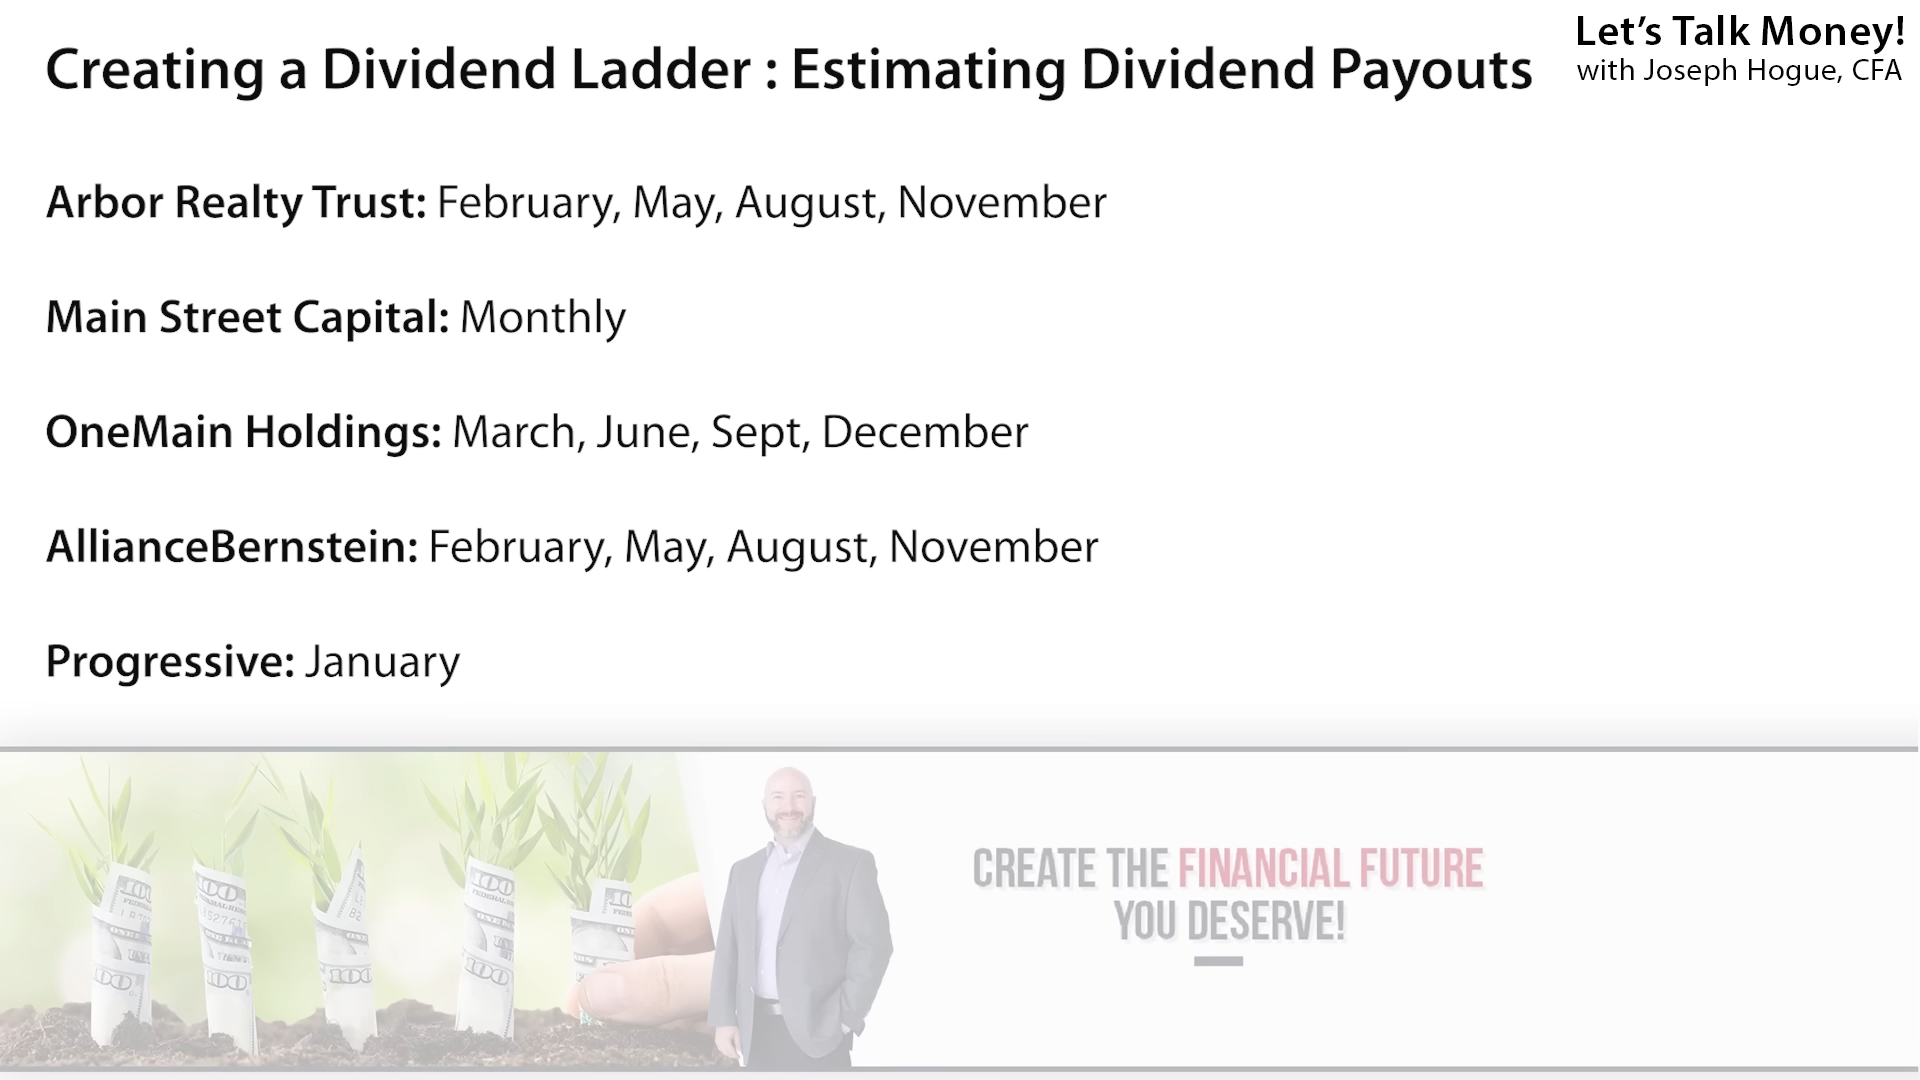 Creating a Dividend Ladder : Estimating Dividend Payouts
Let’s Talk Money!
with Joseph Hogue, CFA
Arbor Realty Trust: February, May, August, November
Main Street Capital: Monthly
OneMain Holdings: March, June, Sept, December
AllianceBernstein: February, May, August, November
Progressive: January
CREATE THE FINANCIAL FUTURE
YOU DESERVE!